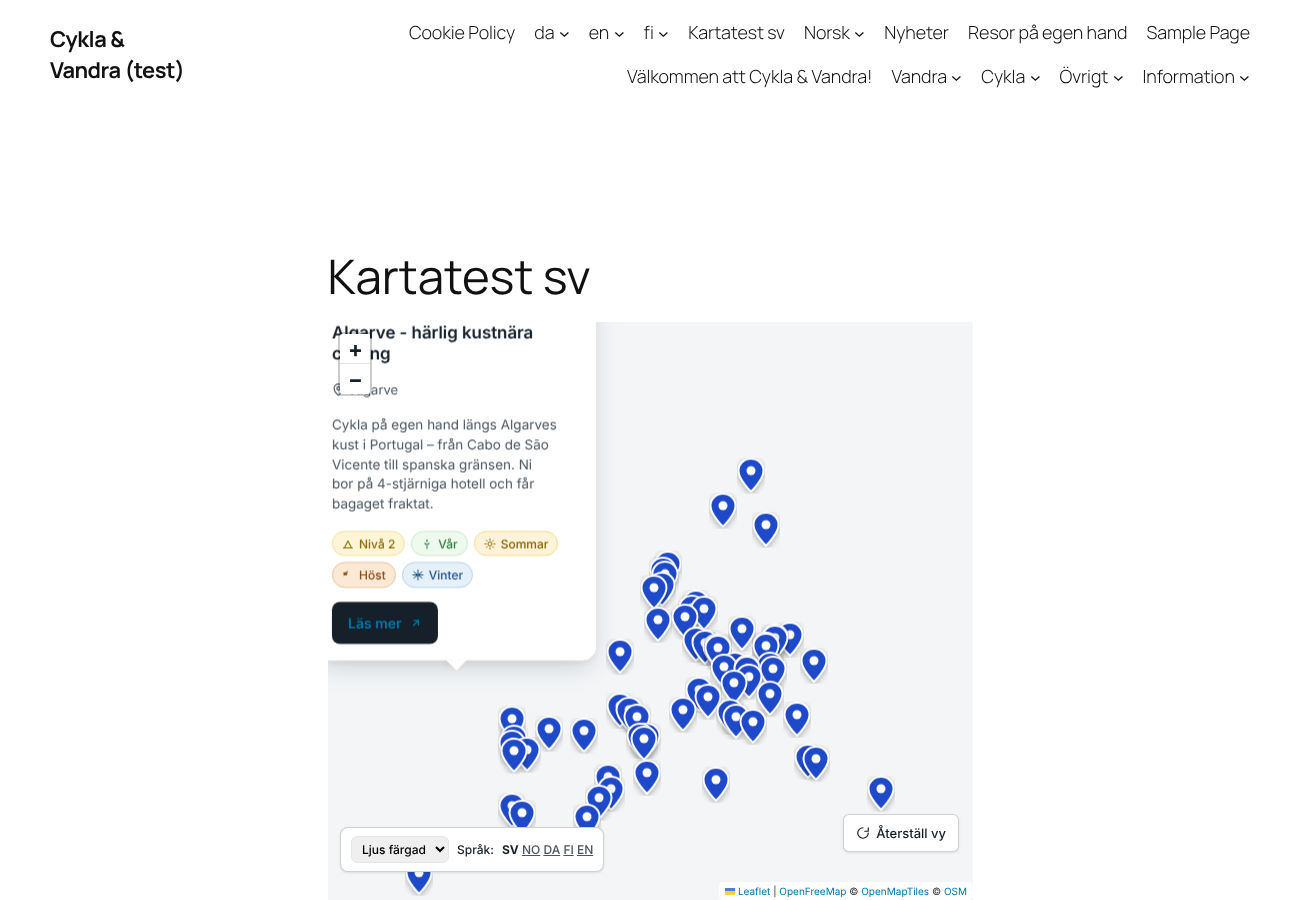 Cykla &
Vandra (test)
Cookie Policy da en fi Kartatest sv Norsk Nyheter Resor på egen hand Sample Page
Välkommen att Cykla & Vandra! Vandra Cykla Övrigt Information
Kartatest sv
Algarve - härlig kustnära
+
−
Cykla på egen hand längs Algarves
kust i Portugal – från Cabo de São
Vicente till spanska gränsen. Ni
bor på 4-stjärniga hotell och får
bagaget fraktat.
Nivå 2 Vår Sommar
Höst Vinter
Läs mer
Återställ vy
Ljus färgad Språk: SV NO DA FI EN
Leaflet | OpenFreeMap © OpenMapTiles © OSM